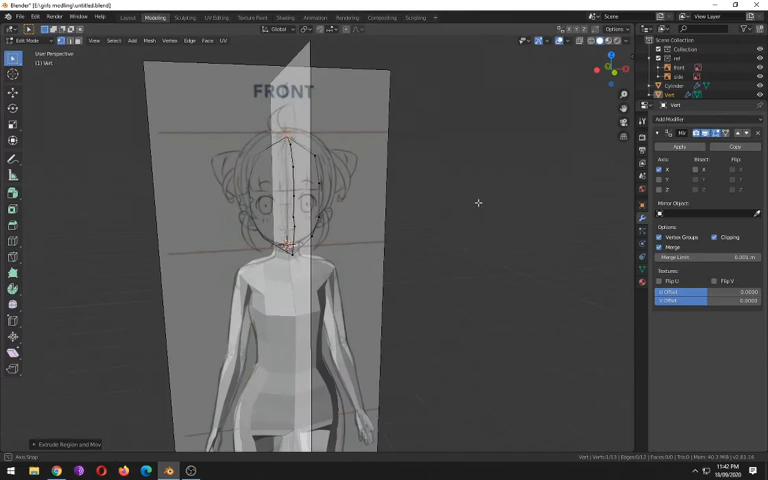 Blender* [E:\girls modling\untitled.blend]
File Edit Render Window Help Layout Modeling Sculpting UV Editing Texture Paint Shading Animation Rendering Compositing Scripting + Scene View Layer
Global Options
Edit Mode View Select Add Mesh Vertex Edge Face UV
User Perspective
(1) Vert
FRONT
Scene Collection
Collection
ref
front
side
Cylinder
Vert
Vert
Add Modifier
Mir
Apply Copy
Axis: Bisect: Flip:
X X X
Y Y Y
Z Z Z
Mirror Object:
Options:
Vertex Groups Clipping
Merge
Merge Limit 0.001 m
Textures:
Flip U Flip V
U Offset 0.0000
V Offset 0.0000
Extrude Region and Mov
Axis Snap
11:42 PM
18/09/2020